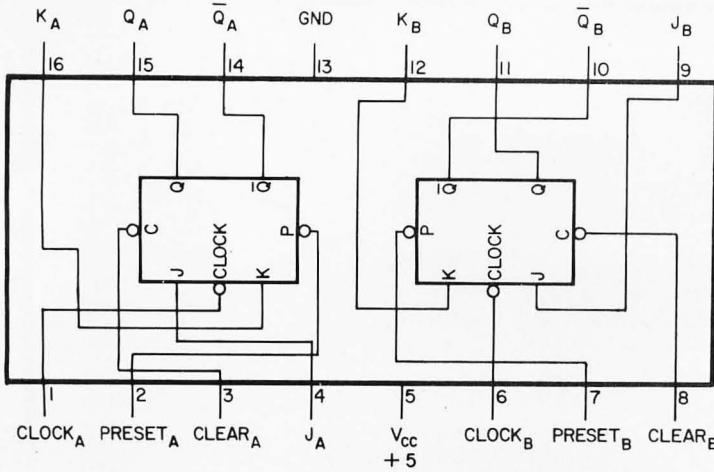 K_A Q_A Q̅_A GND K_B Q_B Q̅_B J_B
16 15 14 13 12 11 10 9
Q Q̅ Q̅ Q
C CLOCK P P CLOCK C
J K K J
1 2 3 4 5 6 7 8
CLOCK_A PRESET_A CLEAR_A J_A V_CC CLOCK_B PRESET_B CLEAR_B
+5